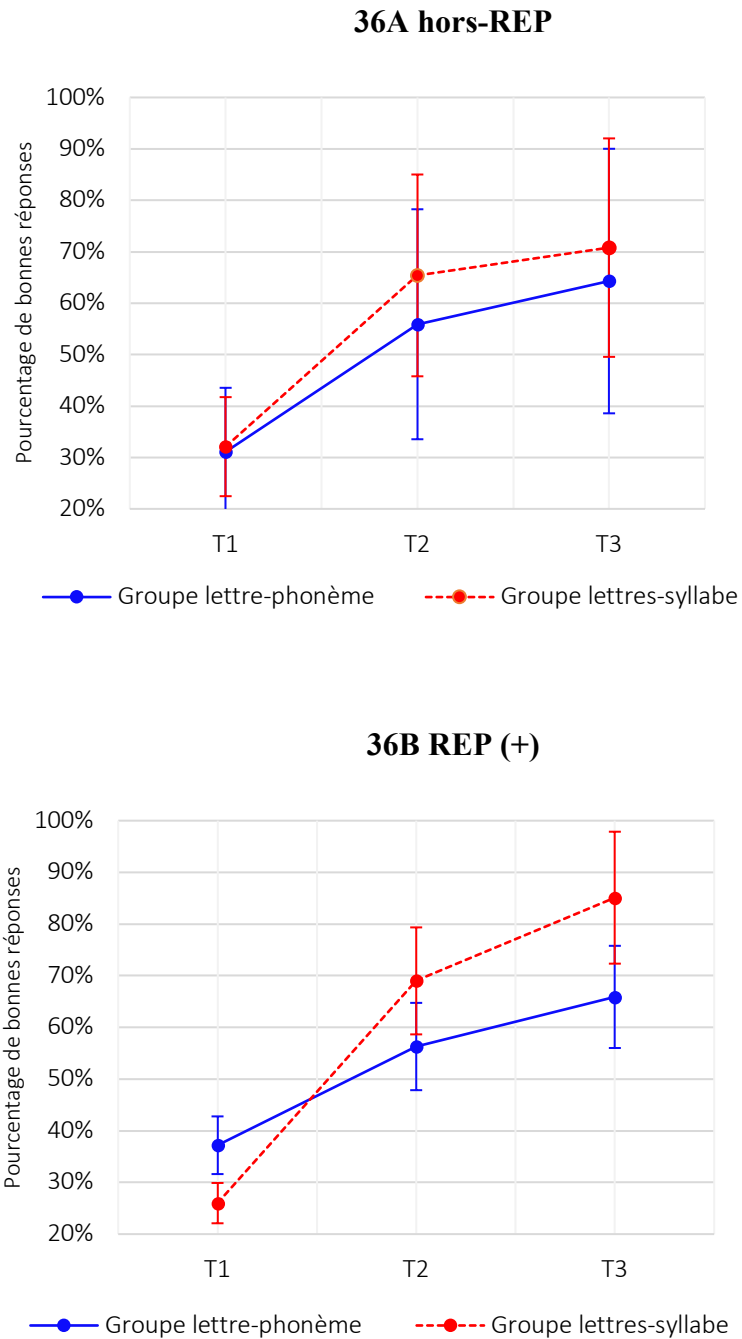 36A hors-REP
Pourcentage de bonnes réponses
100%
90%
80%
70%
60%
50%
40%
30%
20%
T1 T2 T3
Groupe lettre-phonème Groupe lettres-syllabe
36B REP (+)
Pourcentage de bonnes réponses
100%
90%
80%
70%
60%
50%
40%
30%
20%
T1 T2 T3
Groupe lettre-phonème Groupe lettres-syllabe